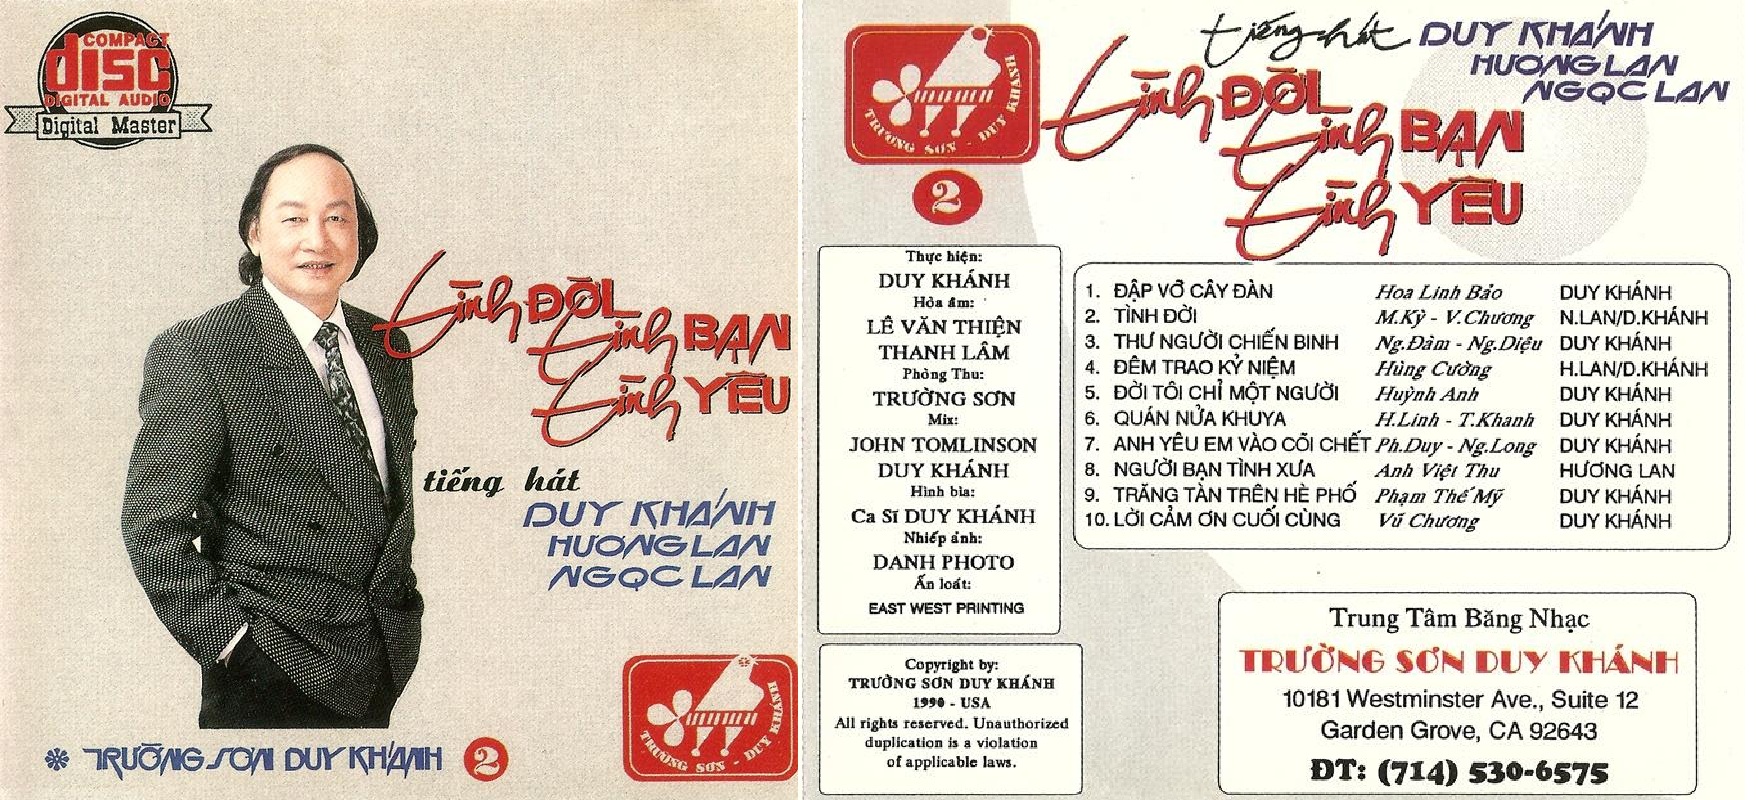 COMPACT
disc
DIGITAL AUDIO
Digital Master
Tình ĐỜI
Tình BẠN
Tình YÊU
tiếng hát
DUY KHÁNH
HƯƠNG LAN
NGỌC LAN
TRƯỜNG SƠN DUY KHÁNH 2
TRƯỜNG SƠN - DUY KHÁNH
TRƯỜNG SƠN - DUY KHÁNH
2
tiếng hát DUY KHÁNH
HƯƠNG LAN
NGỌC LAN
Tình ĐỜI
Tình BẠN
Tình YÊU
Thực hiện:
DUY KHÁNH
Hòa âm:
LÊ VĂN THIỆN
THANH LÂM
Phòng Thu:
TRƯỜNG SƠN
Mix:
JOHN TOMLINSON
DUY KHÁNH
Hình bìa:
Ca Sĩ DUY KHÁNH
Nhiếp ảnh:
DANH PHOTO
Ấn loát:
EAST WEST PRINTING
Copyright by:
TRƯỜNG SƠN DUY KHÁNH
1990 - USA
All rights reserved. Unauthorized
duplication is a violation
of applicable laws.
1. ĐẬP VỠ CÂY ĐÀN Hoa Linh Bảo DUY KHÁNH
2. TÌNH ĐỜI M.Kỳ - V.Chương N.LAN/D.KHÁNH
3. THƯ NGƯỜI CHIẾN BINH Ng.Đàm - Ng.Diệu DUY KHÁNH
4. ĐÊM TRAO KỶ NIỆM Hùng Cường H.LAN/D.KHÁNH
5. ĐỜI TÔI CHỈ MỘT NGƯỜI Huỳnh Anh DUY KHÁNH
6. QUÁN NỬA KHUYA H.Linh - T.Khanh DUY KHÁNH
7. ANH YÊU EM VÀO CÕI CHẾT Ph.Duy - Ng.Long DUY KHÁNH
8. NGƯỜI BẠN TÌNH XƯA Anh Việt Thu HƯƠNG LAN
9. TRĂNG TÀN TRÊN HÈ PHỐ Phạm Thế Mỹ DUY KHÁNH
10. LỜI CẢM ƠN CUỐI CÙNG Vũ Chương DUY KHÁNH
Trung Tâm Băng Nhạc
TRƯỜNG SƠN DUY KHÁNH
10181 Westminster Ave., Suite 12
Garden Grove, CA 92643
ĐT: (714) 530-6575